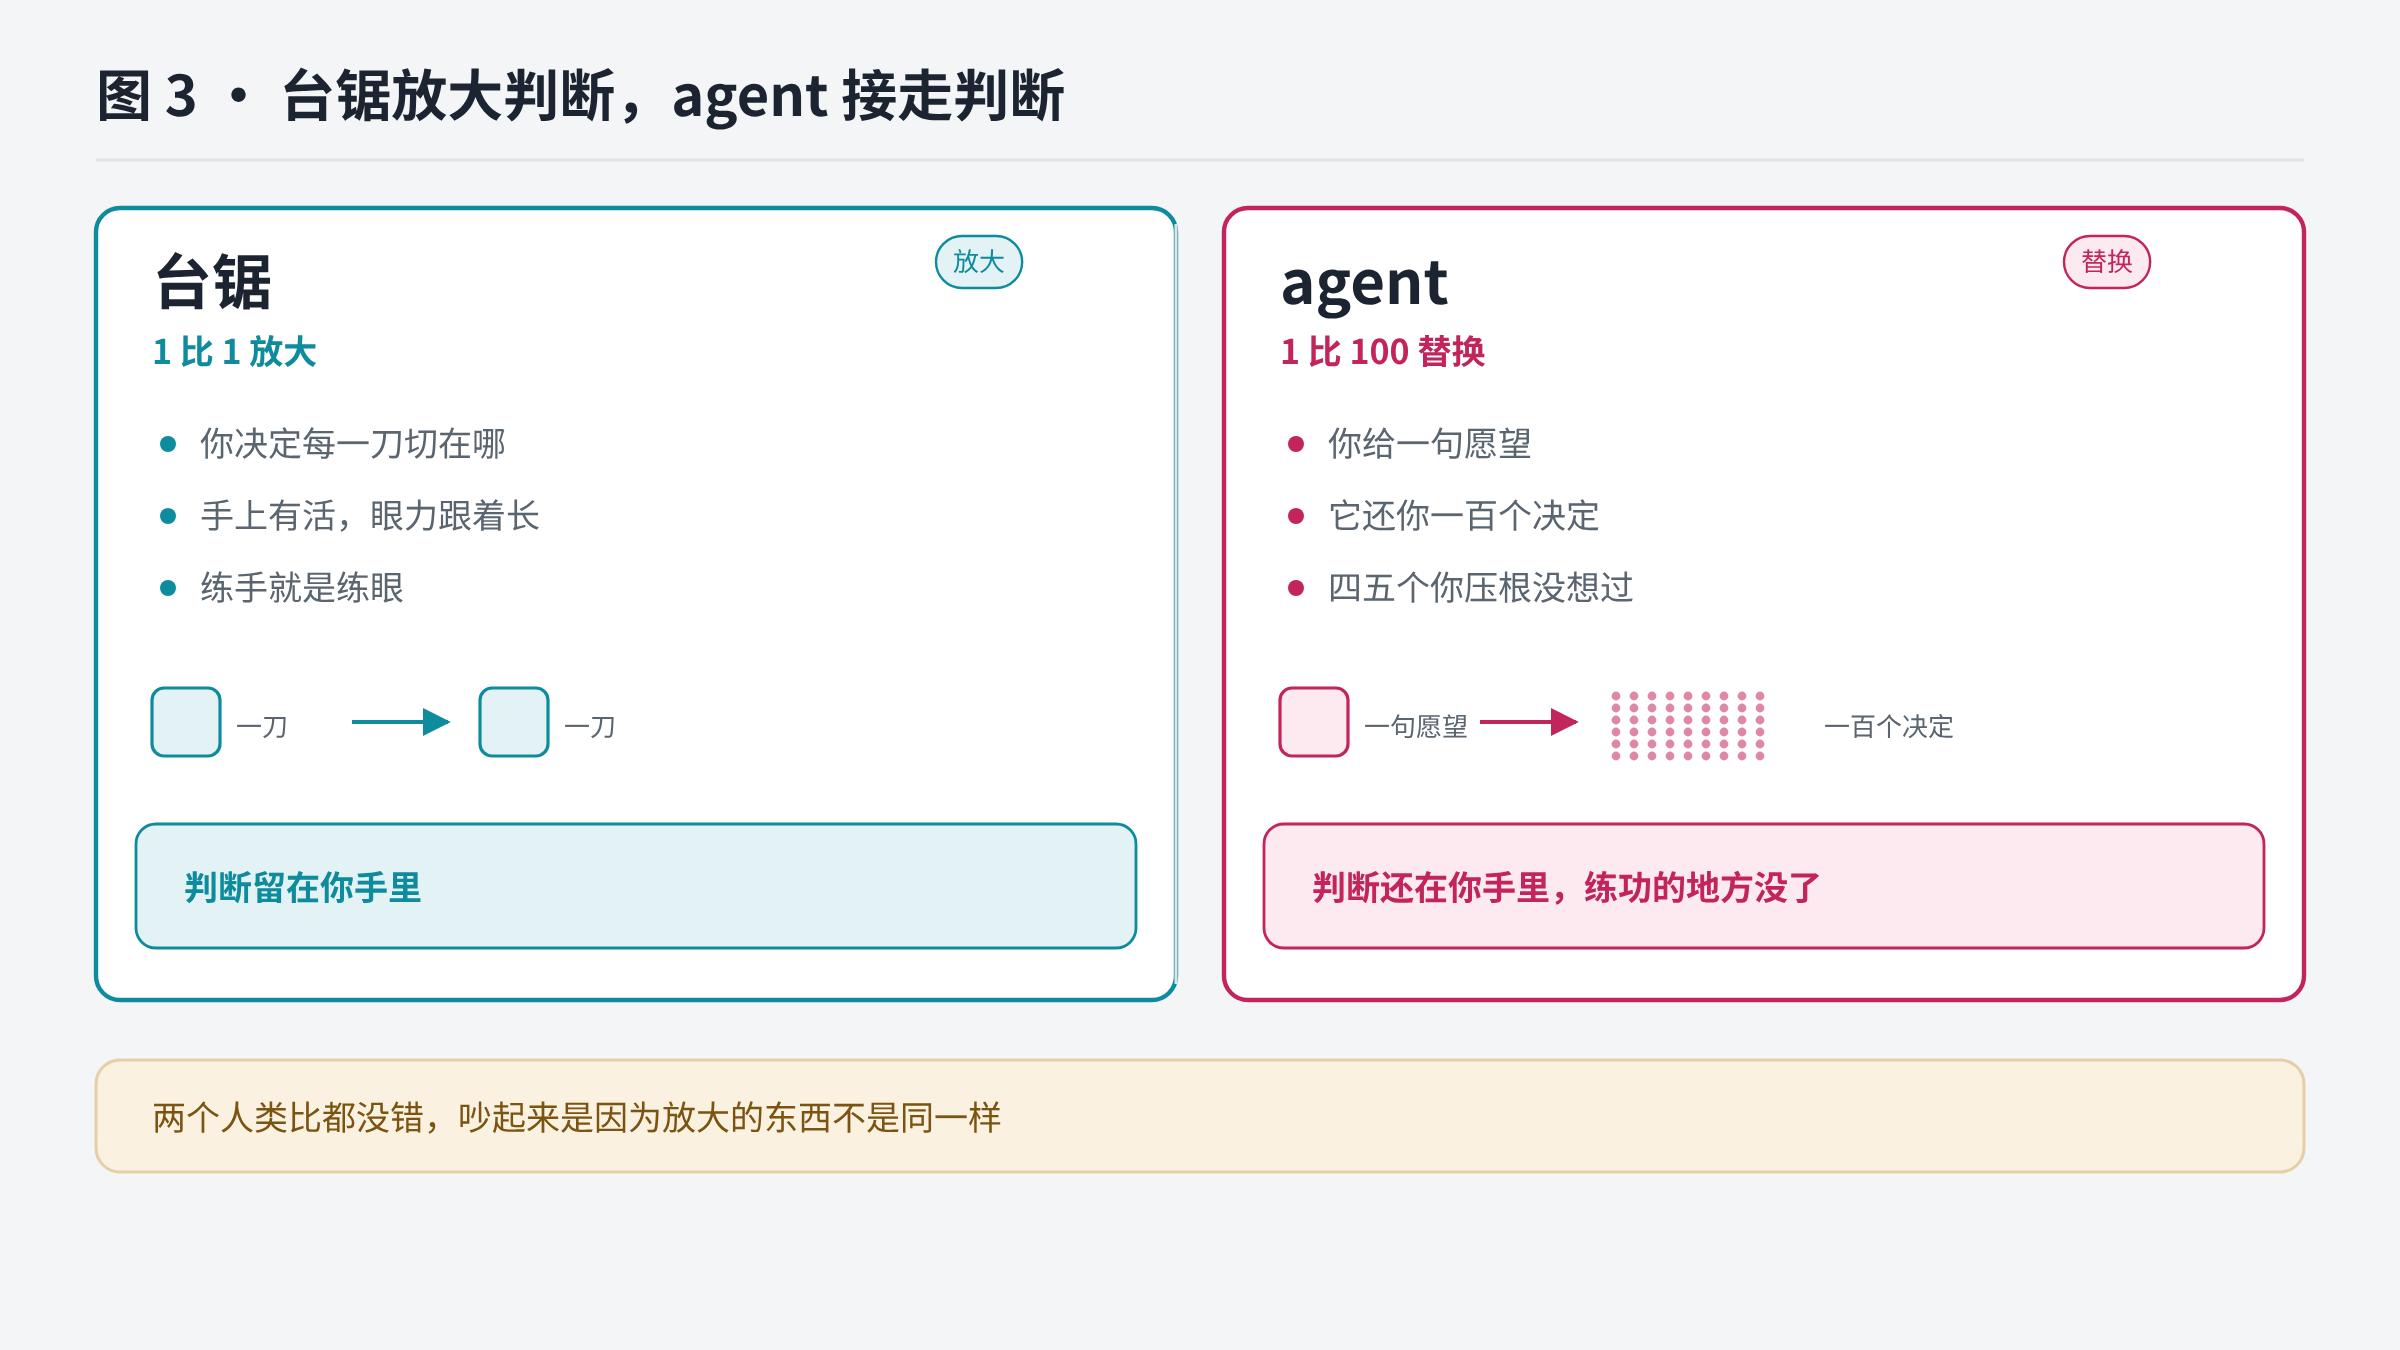 图 3 · 台锯放大判断，agent 接走判断
台锯
放大
1 比 1 放大
你决定每一刀切在哪
手上有活，眼力跟着长
练手就是练眼
一刀
一刀
判断留在你手里
agent
替换
1 比 100 替换
你给一句愿望
它还你一百个决定
四五个你压根没想过
一句愿望
一百个决定
判断还在你手里，练功的地方没了
两个人类比都没错，吵起来是因为放大的东西不是同一样